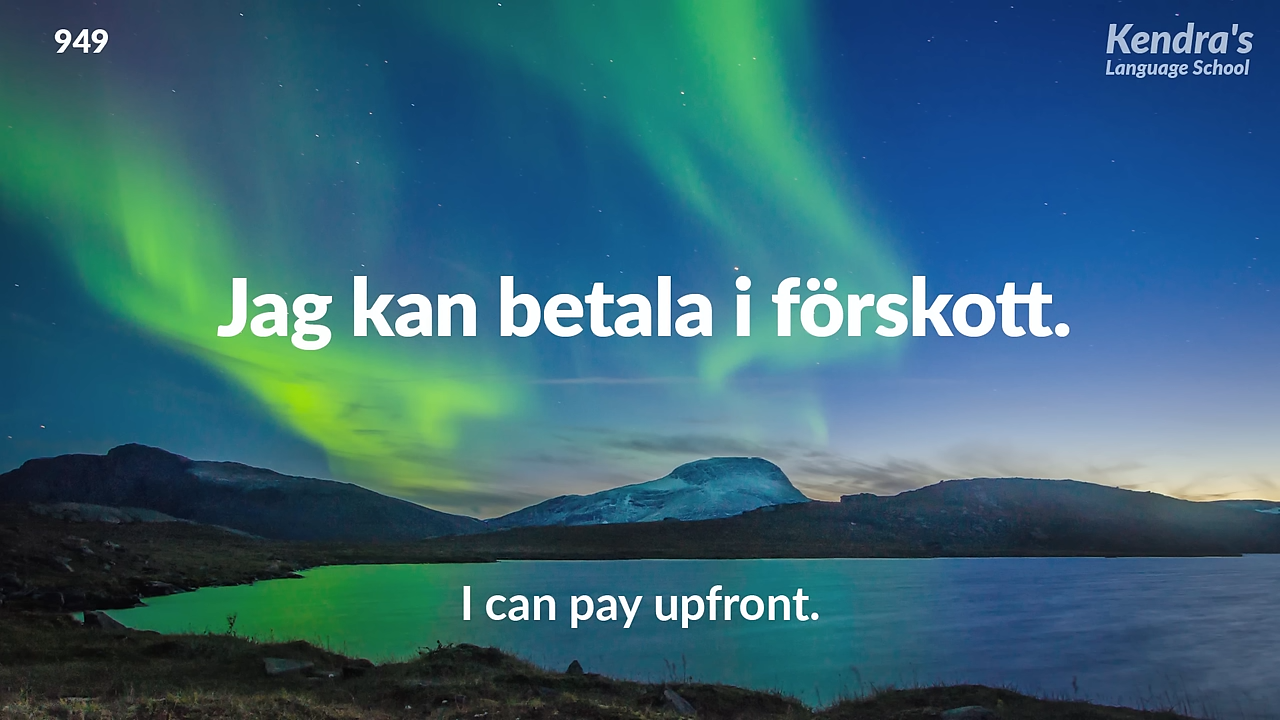 949
Kendra's
Language School
Jag kan betala i förskott.
I can pay upfront.